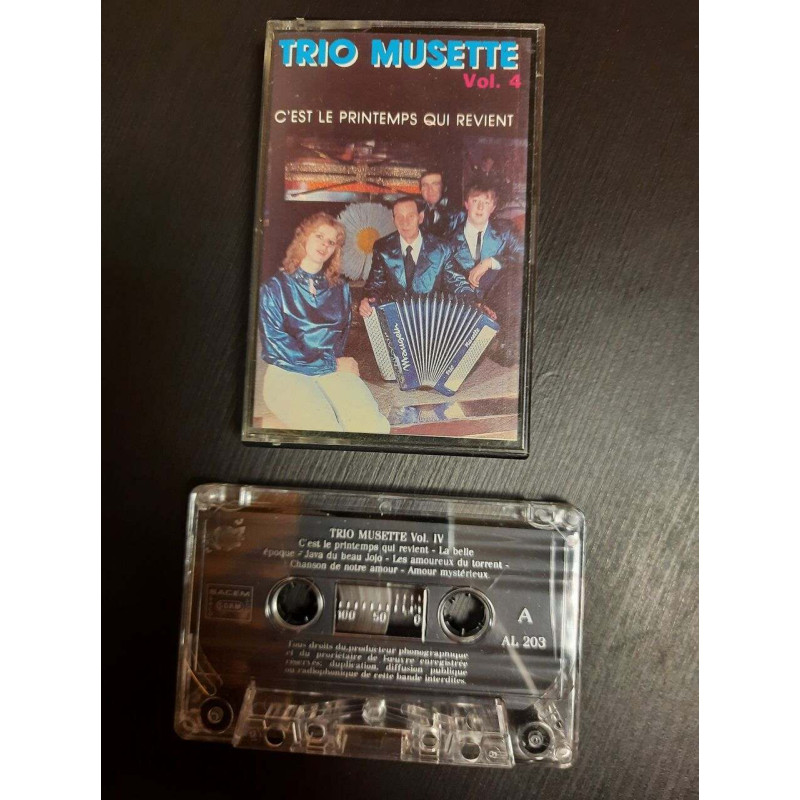 TRIO MUSETTE
Vol. 4
C'EST LE PRINTEMPS QUI REVIENT
Maugein
TRIO MUSETTE Vol. IV
C'est le printemps qui revient - La belle
époque - Java du beau Jojo - Les amoureux du torrent -
Chanson de notre amour - Amour mystérieux
SACEM
100 50 0
A
AL 203
Tous droits du producteur phonographique
et du proriétaire de l'œuvre enregistrée
réservés; duplication, diffusion publique
ou radiophonique de cette bande interdites.